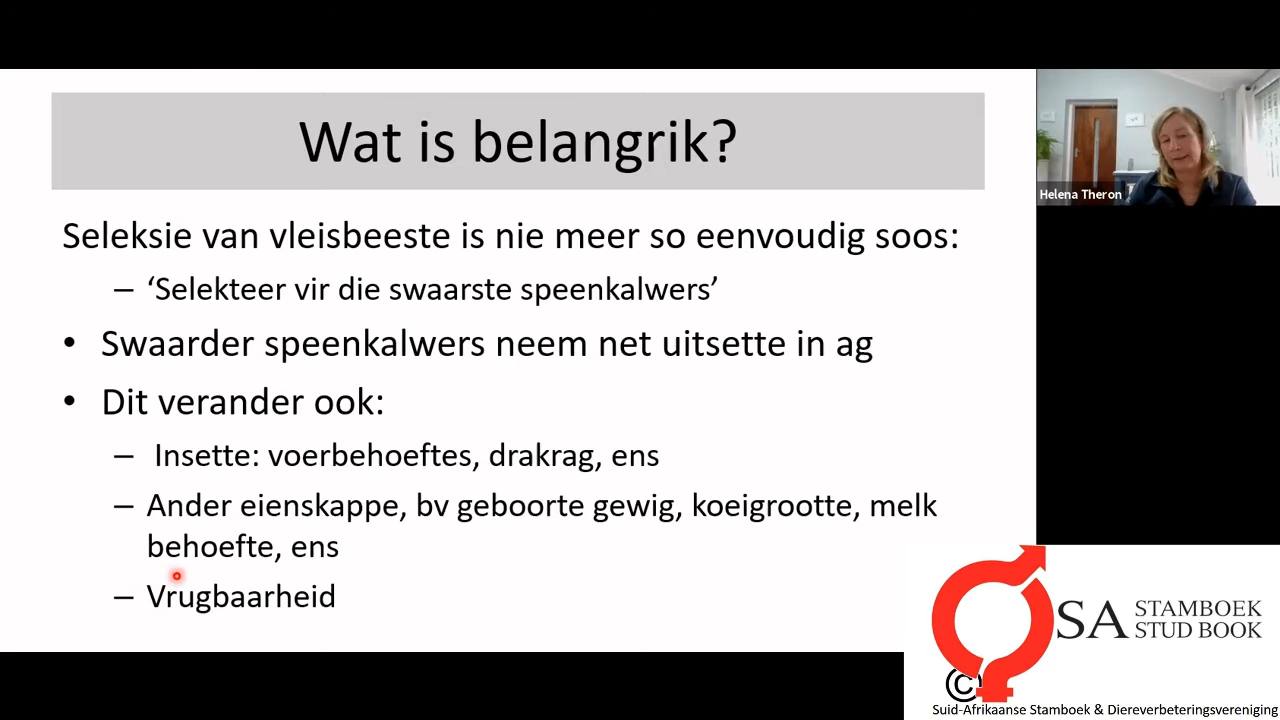 Wat is belangrik?
Seleksie van vleisbeeste is nie meer so eenvoudig soos:
– ‘Selekteer vir die swaarste speenkalwers’
• Swaarder speenkalwers neem net uitsette in ag
• Dit verander ook:
– Insette: voerbehoeftes, drakrag, ens
– Ander eienskappe, bv geboorte gewig, koeigrootte, melk
behoefte, ens
– Vrugbaarheid
Helena Theron
SA STAMBOEK
STUD BOOK
©
Suid-Afrikaanse Stamboek & Diereverbeteringsvereniging